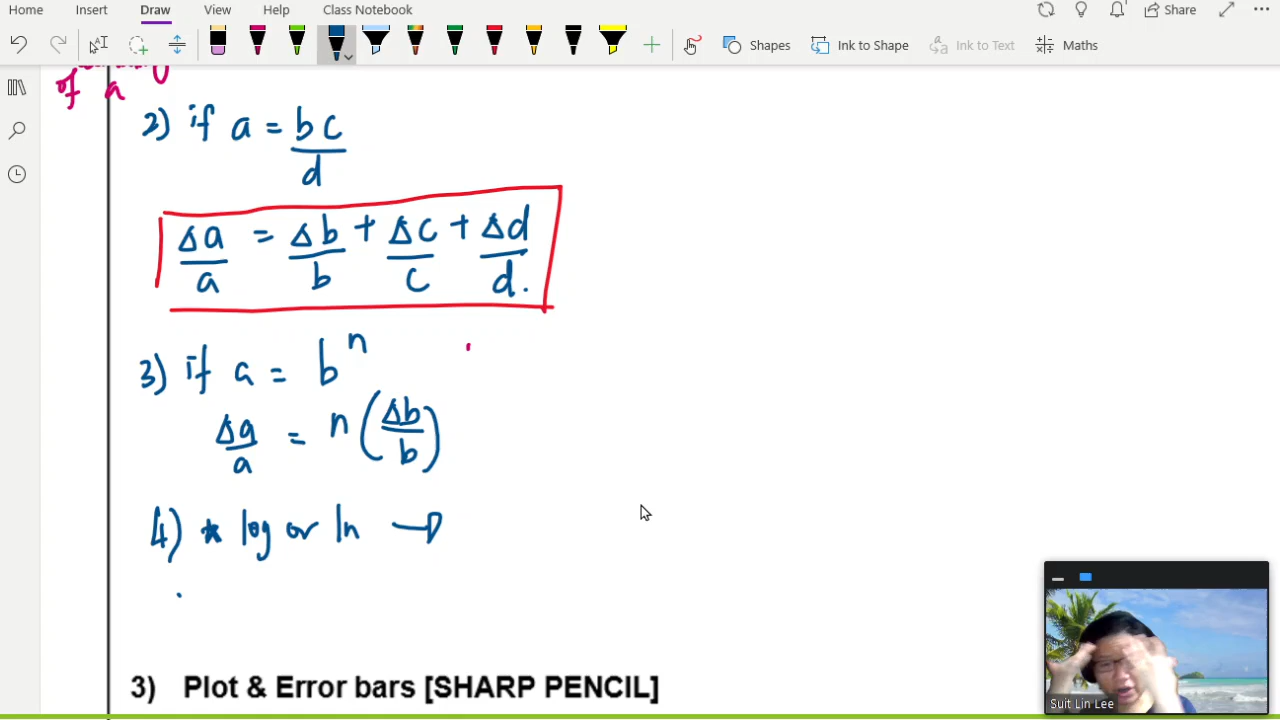 Home Insert Draw View Help Class Notebook Share
Shapes Ink to Shape Ink to Text Maths
of a
2) if a = bc/d
Δa/a = Δb/b + Δc/c + Δd/d.
3) if a = b^n
Δa/a = n(Δb/b)
4) * log or ln →
3) Plot & Error bars [SHARP PENCIL]
Suit Lin Lee